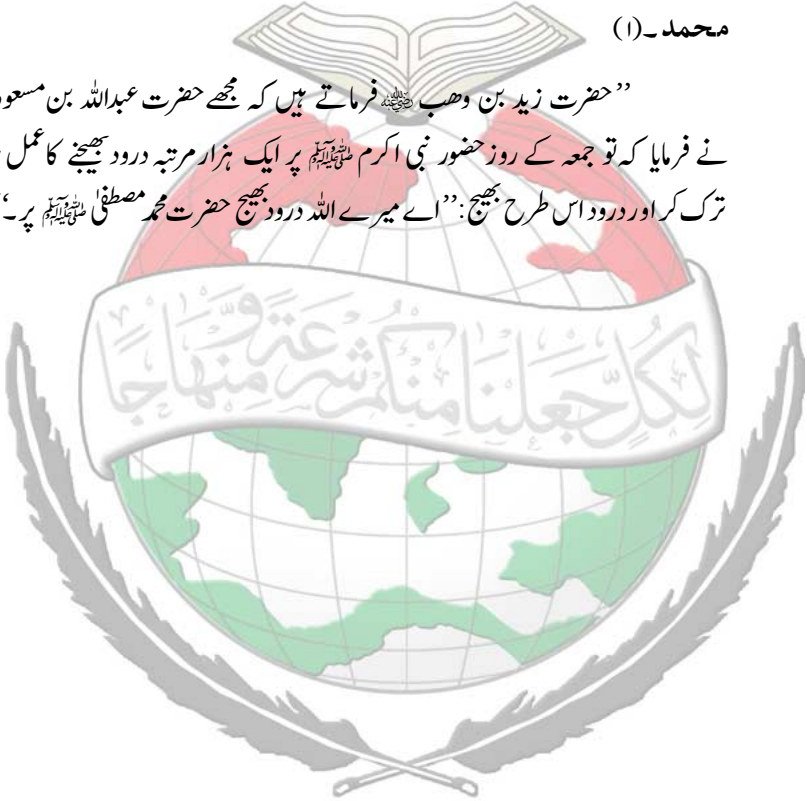 محمد۔(۱)
’’حضرت زید بن وھب رضی اللہ عنہ فرماتے ہیں کہ مجھے حضرت عبداللہ بن مسعود
نے فرمایا کہ تو جمعہ کے روز حضور نبی اکرم ﷺ پر ایک ہزار مرتبہ درود بھیجنے کا عمل
ترک کر اور درود اس طرح بھیج: ’’اے میرے اللہ درود بھیج حضرت محمد مصطفیٰ ﷺ پر۔‘‘
لِكُلٍّ جَعَلْنَا مِنْكُمْ شِرْعَةً وَّ مِنْهَاجًا